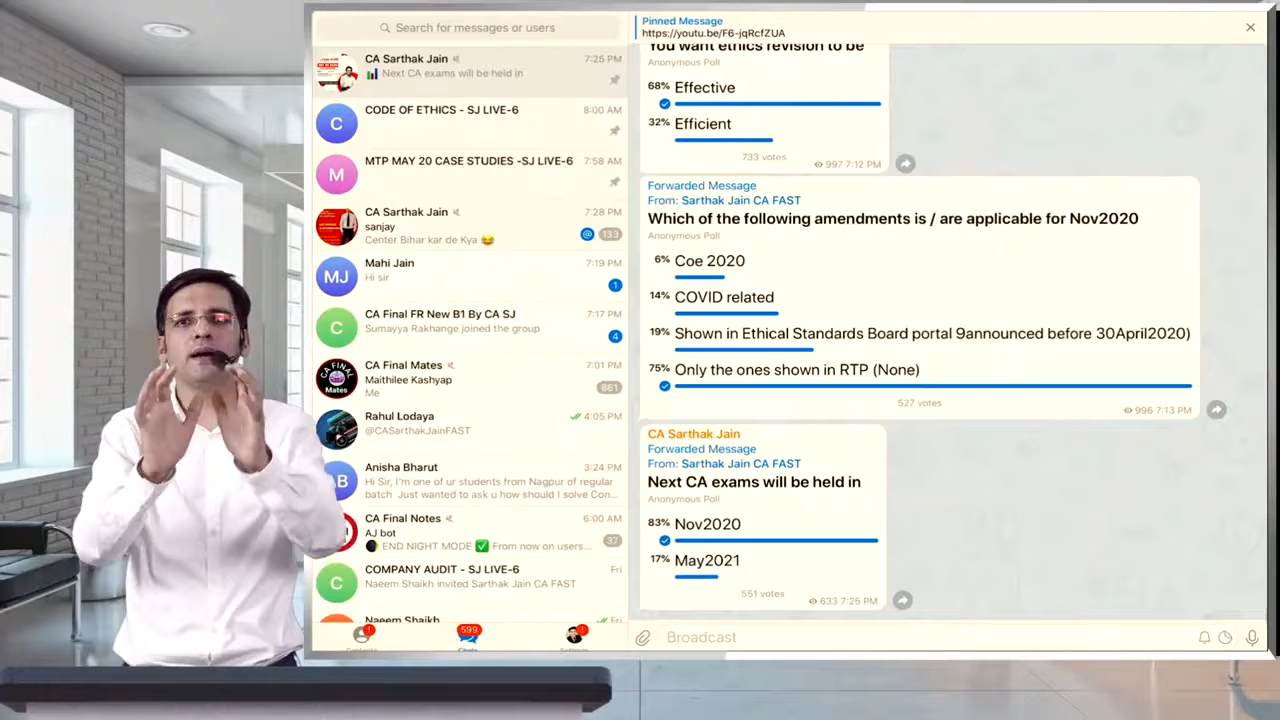 Search for messages or users
CA Sarthak Jain
7:25 PM
Next CA exams will be held in
C
CODE OF ETHICS - SJ LIVE-6
8:00 AM
M
MTP MAY 20 CASE STUDIES -SJ LIVE-6
7:58 AM
CA Sarthak Jain
7:28 PM
sanjay
Center Bihar kar de Kya 😂
@ 133
MJ
Mahi Jain
7:19 PM
Hi sir
1
C
CA Final FR New B1 By CA SJ
7:17 PM
Sumayya Rakhange joined the group
4
CA FINAL
Mates
CA Final Mates
7:01 PM
Maithilee Kashyap
Me
861
Rahul Lodaya
4:05 PM
@CASarthakJainFAST
B
Anisha Bharut
3:24 PM
Hi Sir, I'm one of ur students from Nagpur of regular
batch Just wanted to ask u how should I solve Con...
CA Final Notes
6:00 AM
AJ bot
🌒 END NIGHT MODE ✅ From now on users...
37
C
COMPANY AUDIT - SJ LIVE-6
Fri
Naeem Shaikh invited Sarthak Jain CA FAST
Naeem Shaikh
Fri
1
599
1
Chats
Pinned Message
https://youtu.be/F6-jqRcfZUA
You want ethics revision to be
Anonymous Poll
68% Effective
32% Efficient
733 votes
997 7:12 PM
Forwarded Message
From: Sarthak Jain CA FAST
Which of the following amendments is / are applicable for Nov2020
Anonymous Poll
6% Coe 2020
14% COVID related
19% Shown in Ethical Standards Board portal 9announced before 30April2020)
75% Only the ones shown in RTP (None)
527 votes
996 7:13 PM
CA Sarthak Jain
Forwarded Message
From: Sarthak Jain CA FAST
Next CA exams will be held in
Anonymous Poll
83% Nov2020
17% May2021
551 votes
633 7:25 PM
Broadcast